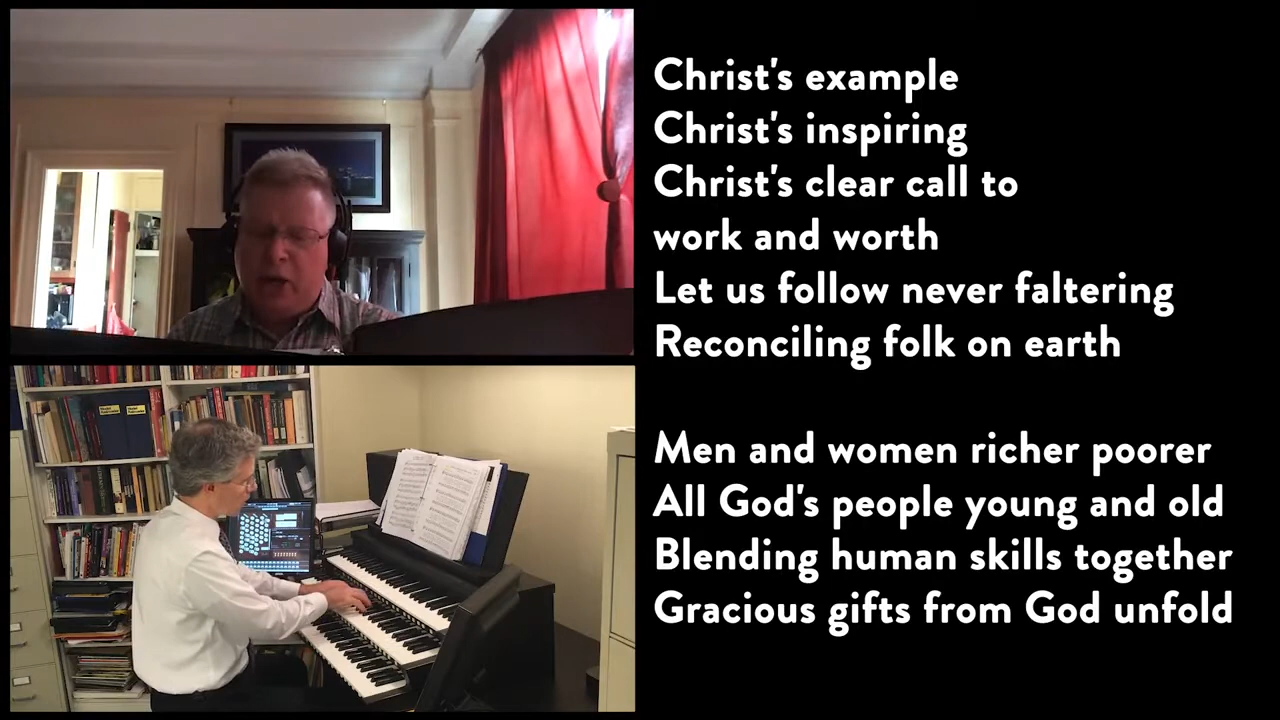 Christ's example
Christ's inspiring
Christ's clear call to
work and worth
Let us follow never faltering
Reconciling folk on earth
Men and women richer poorer
All God's people young and old
Blending human skills together
Gracious gifts from God unfold